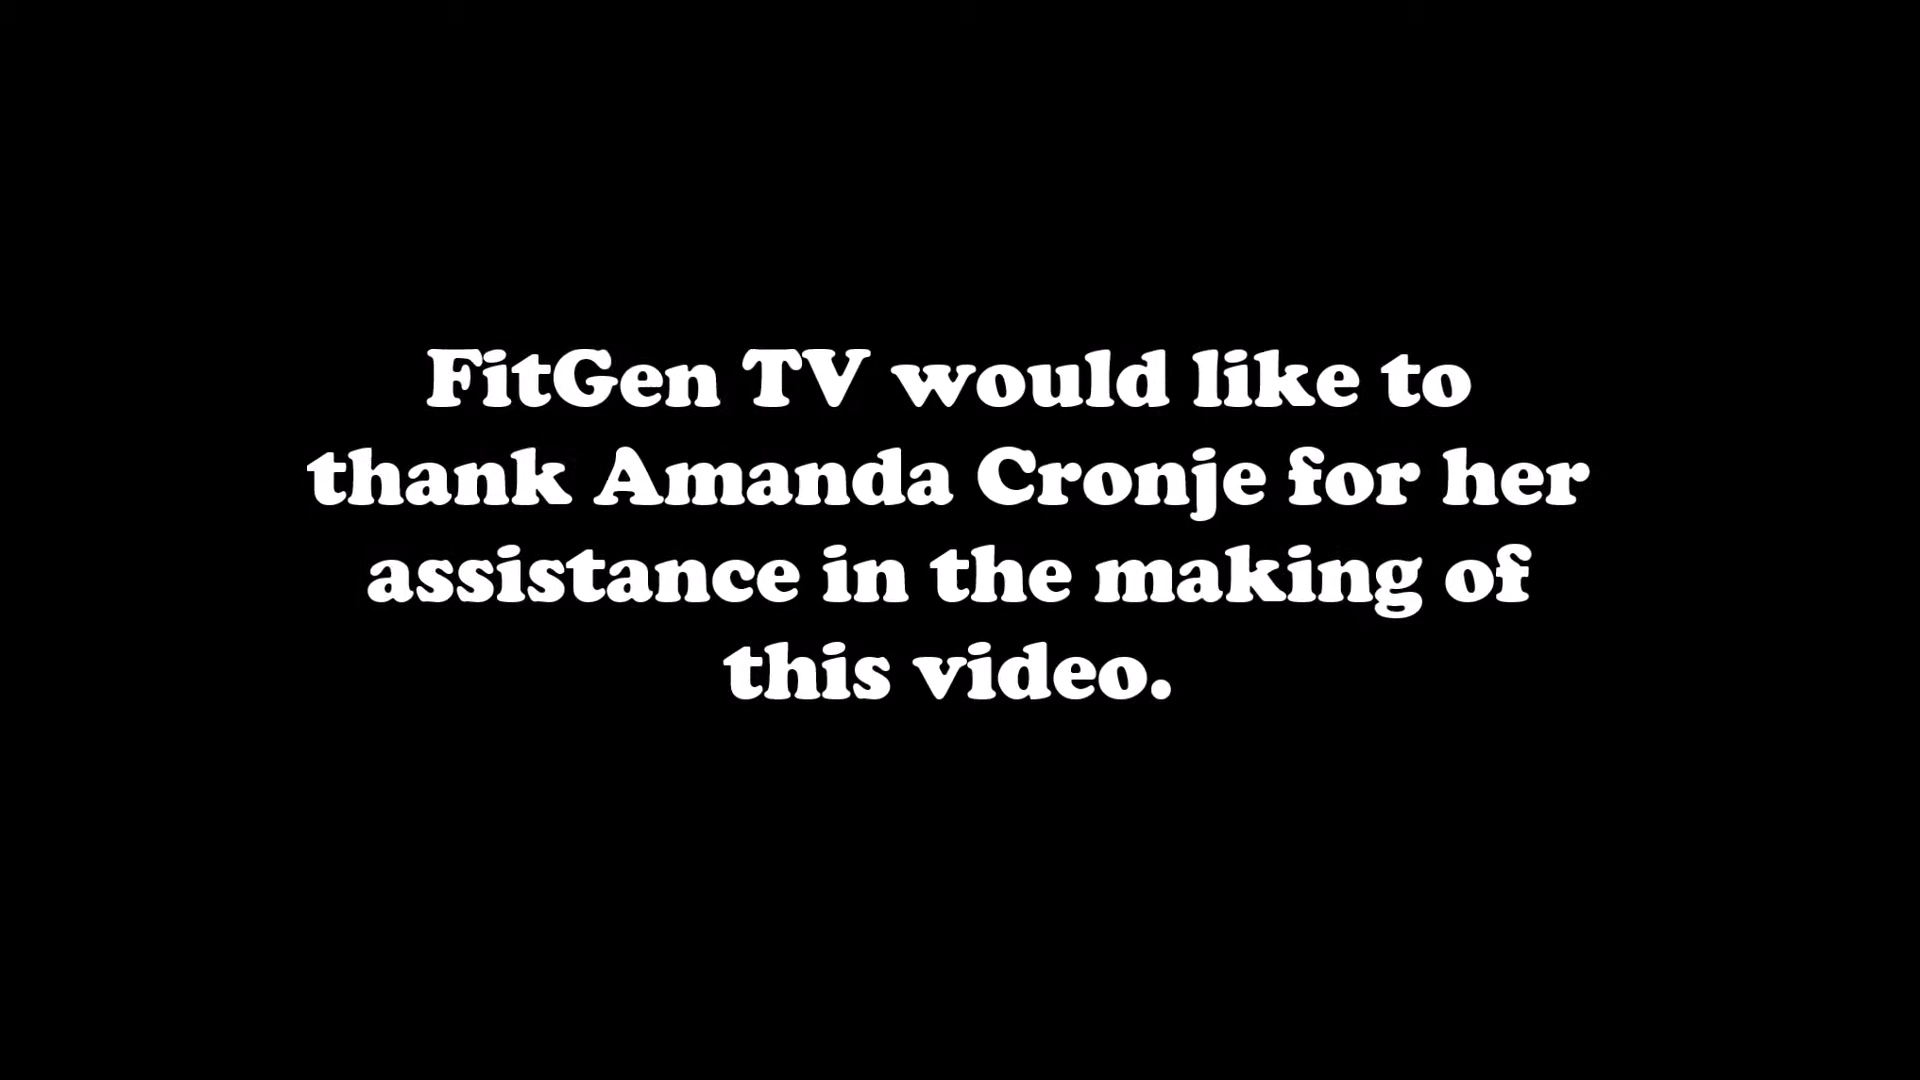 FitGen TV would like to
thank Amanda Cronje for her
assistance in the making of
this video.